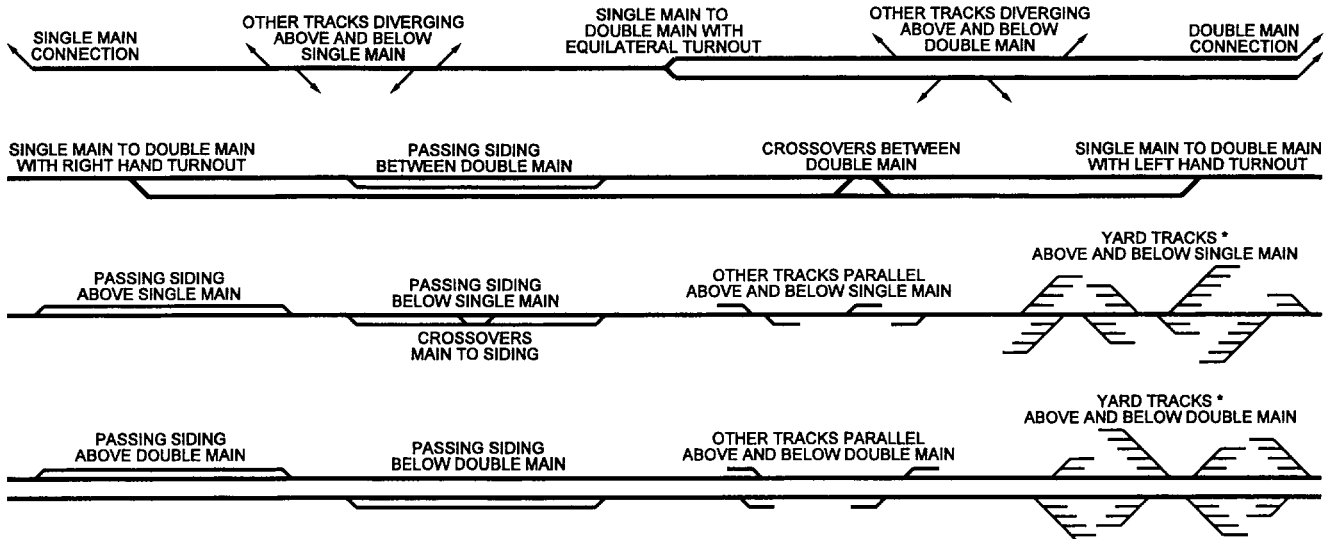 SINGLE MAIN
CONNECTION
OTHER TRACKS DIVERGING
ABOVE AND BELOW
SINGLE MAIN
SINGLE MAIN TO
DOUBLE MAIN WITH
EQUILATERAL TURNOUT
OTHER TRACKS DIVERGING
ABOVE AND BELOW
DOUBLE MAIN
DOUBLE MAIN
CONNECTION
SINGLE MAIN TO DOUBLE MAIN
WITH RIGHT HAND TURNOUT
PASSING SIDING
BETWEEN DOUBLE MAIN
CROSSOVERS BETWEEN
DOUBLE MAIN
SINGLE MAIN TO DOUBLE MAIN
WITH LEFT HAND TURNOUT
PASSING SIDING
ABOVE SINGLE MAIN
PASSING SIDING
BELOW SINGLE MAIN
CROSSOVERS
MAIN TO SIDING
OTHER TRACKS PARALLEL
ABOVE AND BELOW SINGLE MAIN
YARD TRACKS *
ABOVE AND BELOW SINGLE MAIN
PASSING SIDING
ABOVE DOUBLE MAIN
PASSING SIDING
BELOW DOUBLE MAIN
OTHER TRACKS PARALLEL
ABOVE AND BELOW DOUBLE MAIN
YARD TRACKS *
ABOVE AND BELOW DOUBLE MAIN